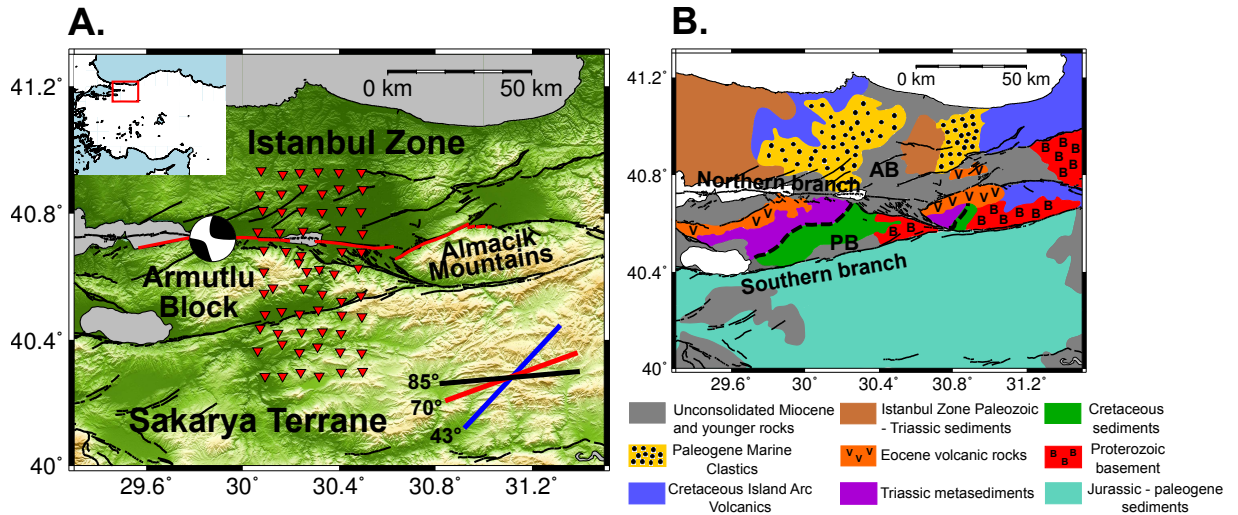 A.
41.2°
40.8°
40.4°
40°
29.6°
30°
30.4°
30.8°
31.2°
0 km
50 km
Istanbul Zone
Almacik
Mountains
Armutlu
Block
Sakarya Terrane
85°
70°
43°
B.
41.2°
40.8°
40.4°
40°
29.6°
30°
30.4°
30.8°
31.2°
0 km
50 km
AB
Northern branch
PB
Southern branch
B B
B B
B B
B
V V
V V V V
V V
V
B B
B B B
B B B
Unconsolidated Miocene
and younger rocks
Istanbul Zone Paleozoic
- Triassic sediments
Cretaceous
sediments
Paleogene Marine
Clastics
V V V
Eocene volcanic rocks
B B B
Proterozoic
basement
Cretaceous Island Arc
Volcanics
Triassic metasediments
Jurassic - paleogene
sediments